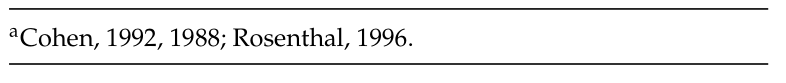 ᵃCohen, 1992, 1988; Rosenthal, 1996.